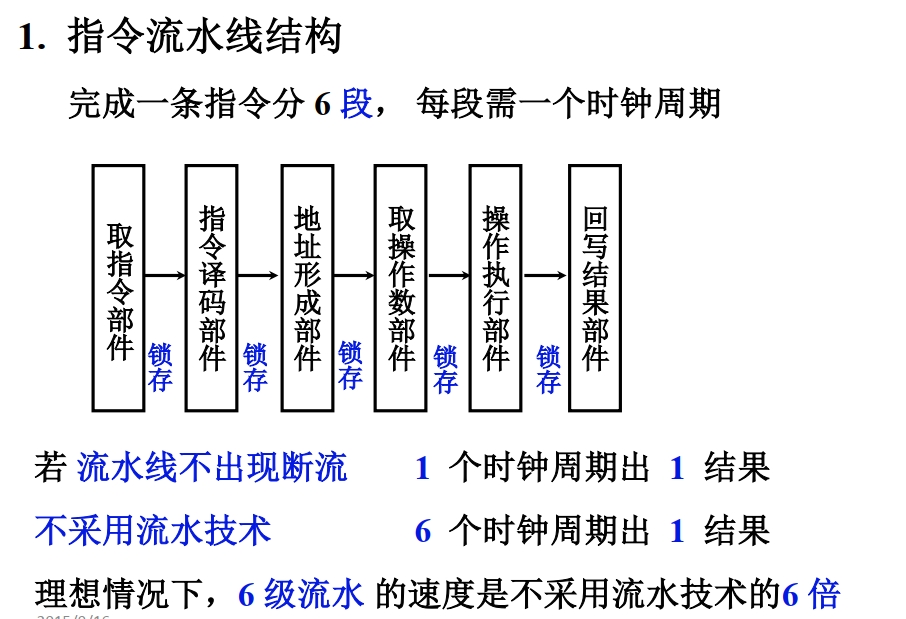 1. 指令流水线结构
完成一条指令分 6 段， 每段需一个时钟周期
取指令部件
锁存
指令译码部件
锁存
地址形成部件
锁存
取操作数部件
锁存
操作执行部件
锁存
回写结果部件
若 流水线不出现断流 1 个时钟周期出 1 结果
不采用流水技术 6 个时钟周期出 1 结果
理想情况下，6 级流水 的速度是不采用流水技术的6 倍